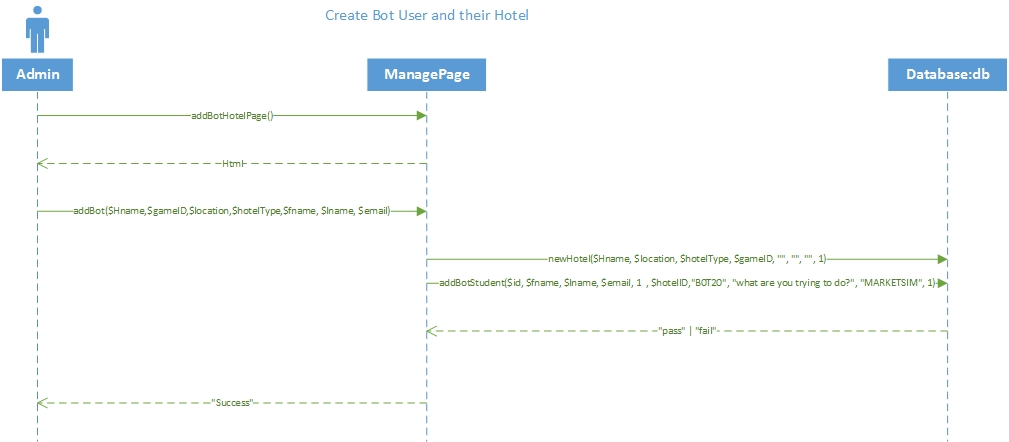 Create Bot User and their Hotel
Admin
ManagePage
Database:db
addBotHotelPage()
Html
addBot($Hname,$gameID,$location,$hotelType,$fname, $lname, $email)
newHotel($Hname, $location, $hotelType, $gameID, "", "", "", 1)
addBotStudent($id, $fname, $lname, $email, 1 , $hotelID,"BOT20", "what are you trying to do?", "MARKETSIM", 1)
"pass" | "fail"
"Success"